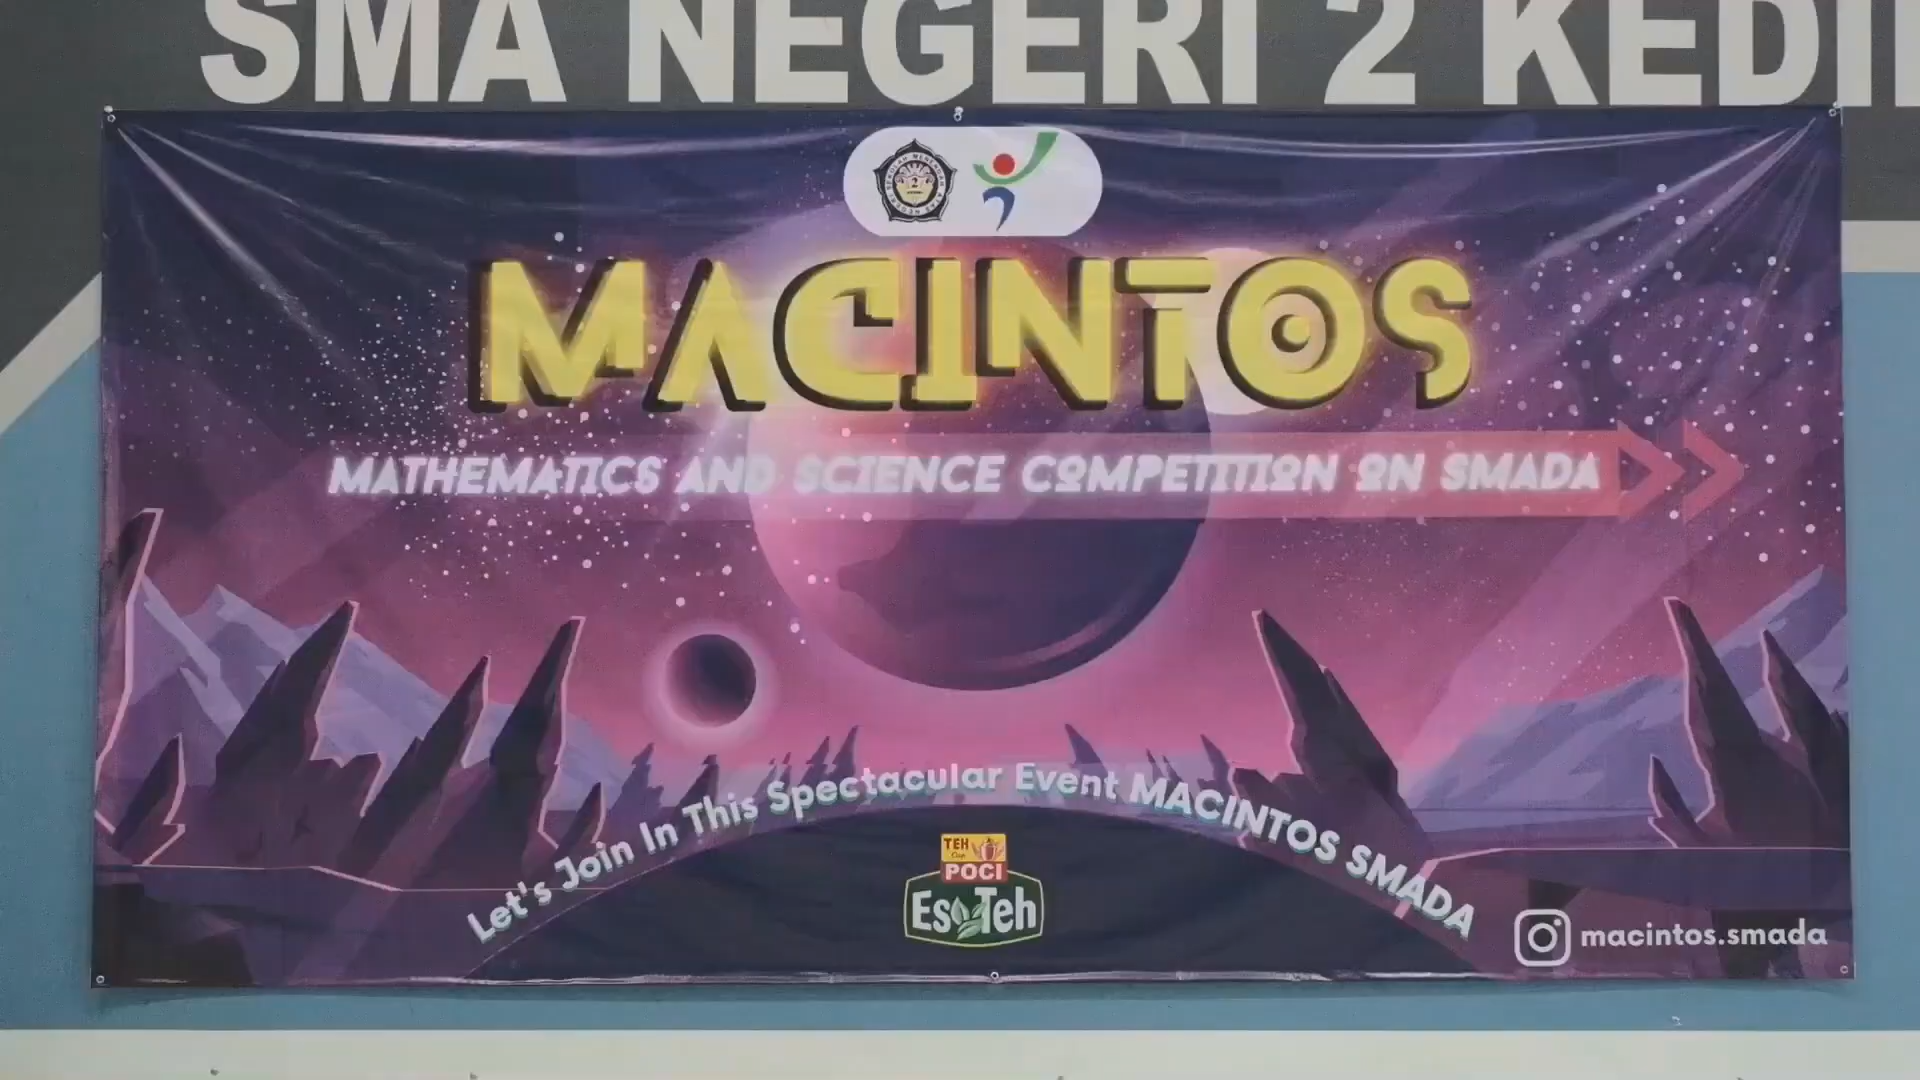 SMA NEGERI 2 KEDI
MACINTOS
MATHEMATICS AND SCIENCE COMPETITION ON SMADA
Let's Join In This Spectacular Event MACINTOS SMADA
TEH
Cup
POCI
Es Teh
macintos.smada